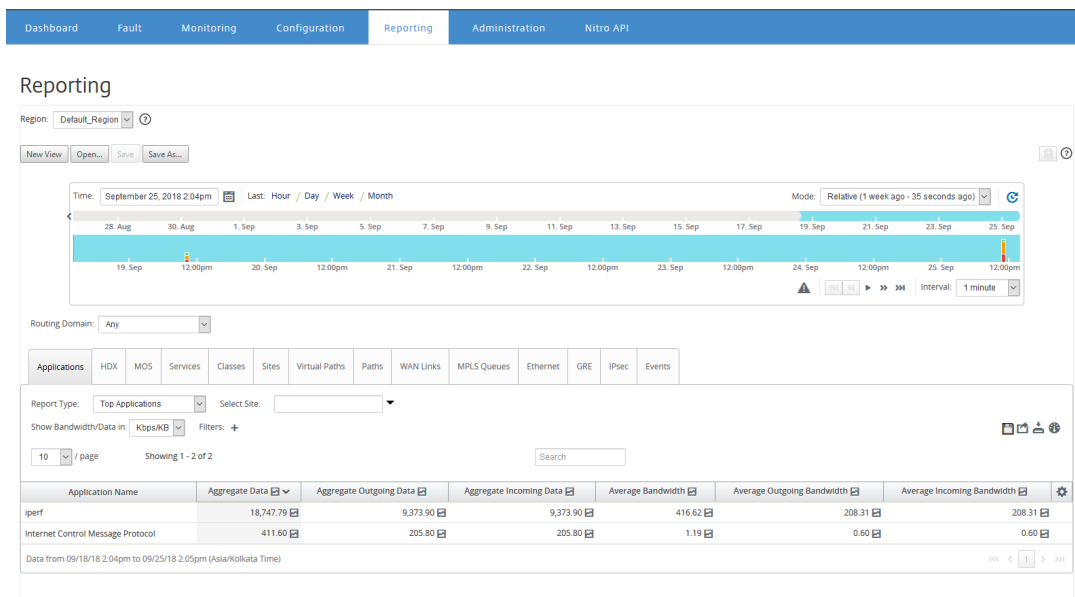 Dashboard Fault Monitoring Configuration Reporting Administration Nitro API
Reporting
Region: Default_Region
New View Open... Save Save As...
Time: September 25, 2018 2:04pm Last: Hour / Day / Week / Month Mode: Relative (1 week ago - 35 seconds ago)
28. Aug 30. Aug 1. Sep 3. Sep 5. Sep 7. Sep 9. Sep 11. Sep 13. Sep 15. Sep 17. Sep 19. Sep 21. Sep 23. Sep 25. Sep
19. Sep 12:00pm 20. Sep 12:00pm 21. Sep 12:00pm 22. Sep 12:00pm 23. Sep 12:00pm 24. Sep 12:00pm 25. Sep 12:00pm
Interval: 1 minute
Routing Domain: Any
Applications HDX MOS Services Classes Sites Virtual Paths Paths WAN Links MPLS Queues Ethernet GRE IPsec Events
Report Type: Top Applications Select Site:
Show Bandwidth/Data in Kbps/KB Filters: +
10 / page Showing 1 - 2 of 2 Search
Application Name Aggregate Data Aggregate Outgoing Data Aggregate Incoming Data Average Bandwidth Average Outgoing Bandwidth Average Incoming Bandwidth
iperf 18,747.79 9,373.90 9,373.90 416.62 208.31 208.31
Internet Control Message Protocol 411.60 205.80 205.80 1.19 0.60 0.60
Data from 09/18/18 2:04pm to 09/25/18 2:05pm (Asia/Kolkata Time) 1